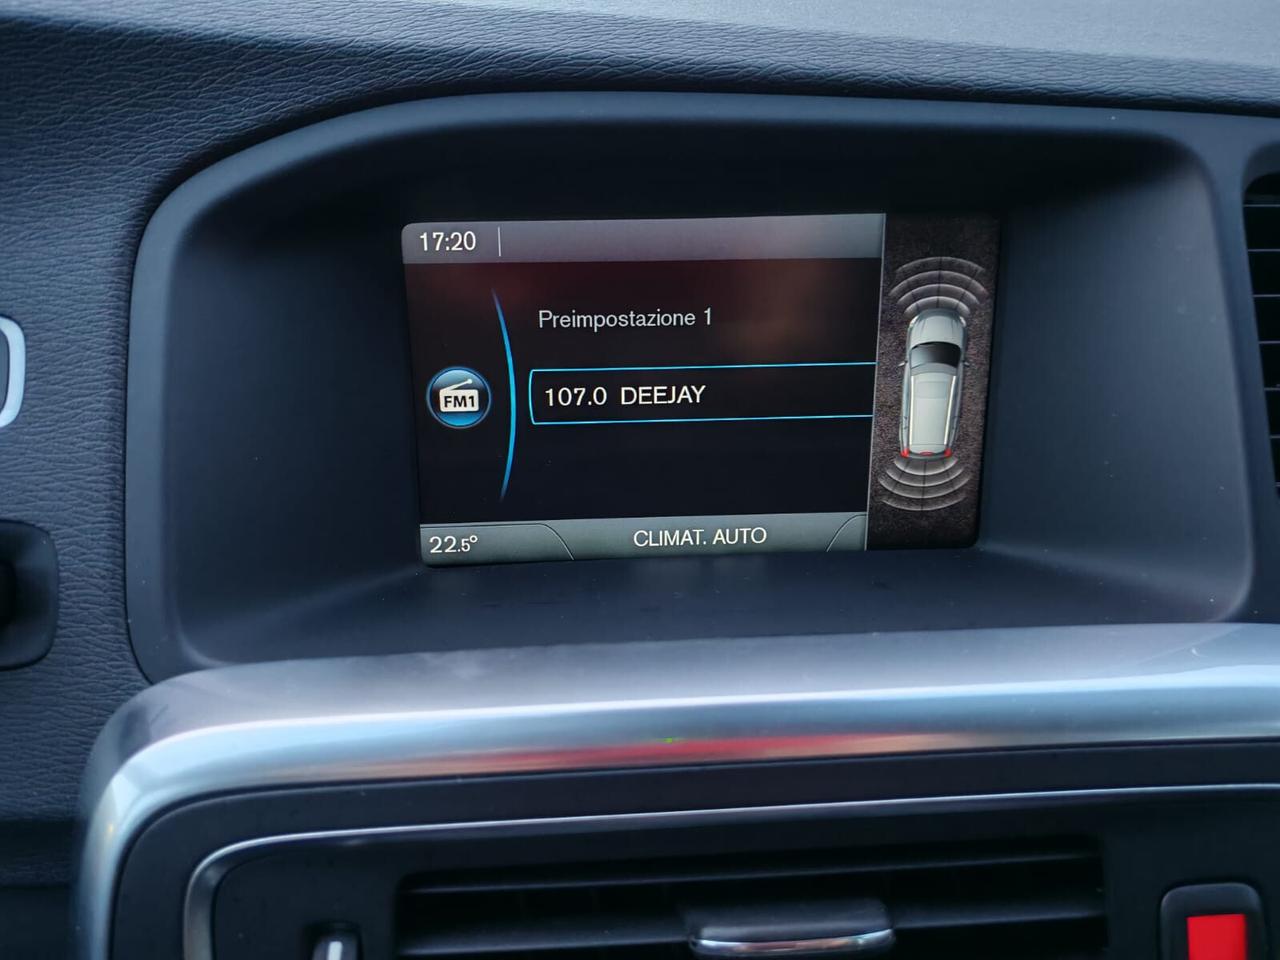 17:20
Preimpostazione 1
FM1
107.0 DEEJAY
22.5°
CLIMAT. AUTO